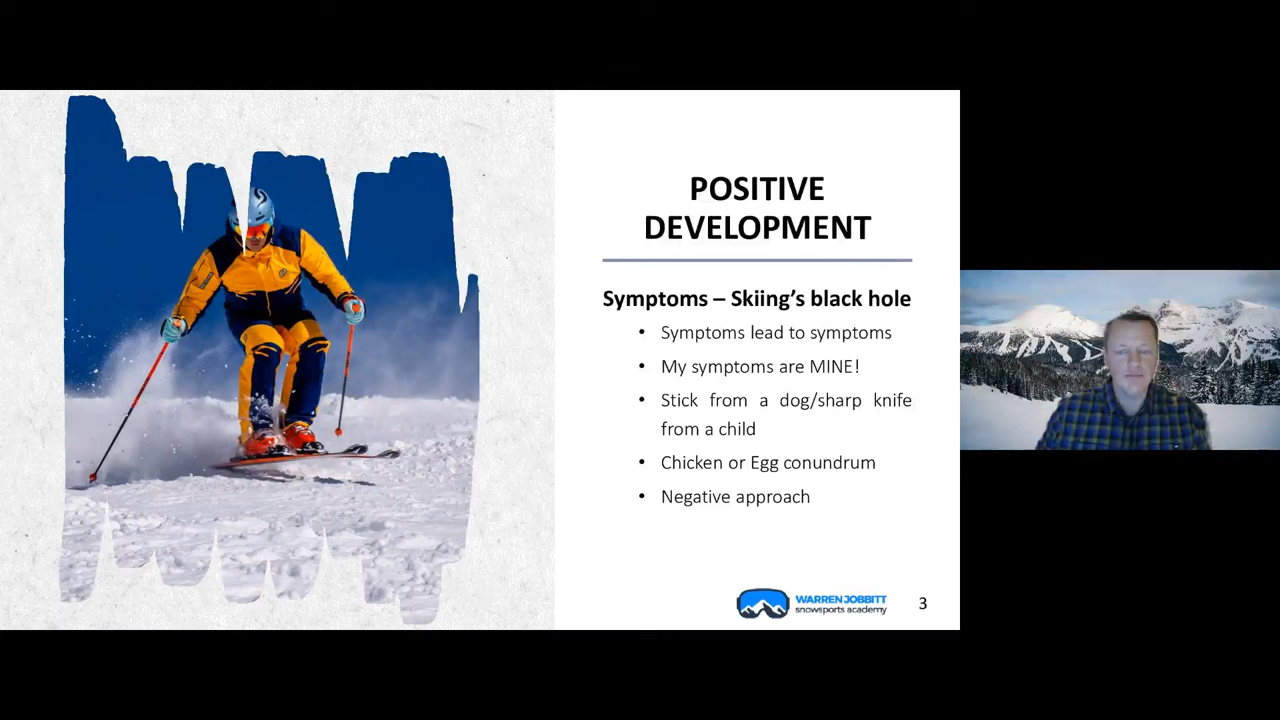 POSITIVE
DEVELOPMENT
Symptoms – Skiing's black hole
• Symptoms lead to symptoms
• My symptoms are MINE!
• Stick from a dog/sharp knife
from a child
• Chicken or Egg conundrum
• Negative approach
WARREN JOBBITT
snowsports academy
3